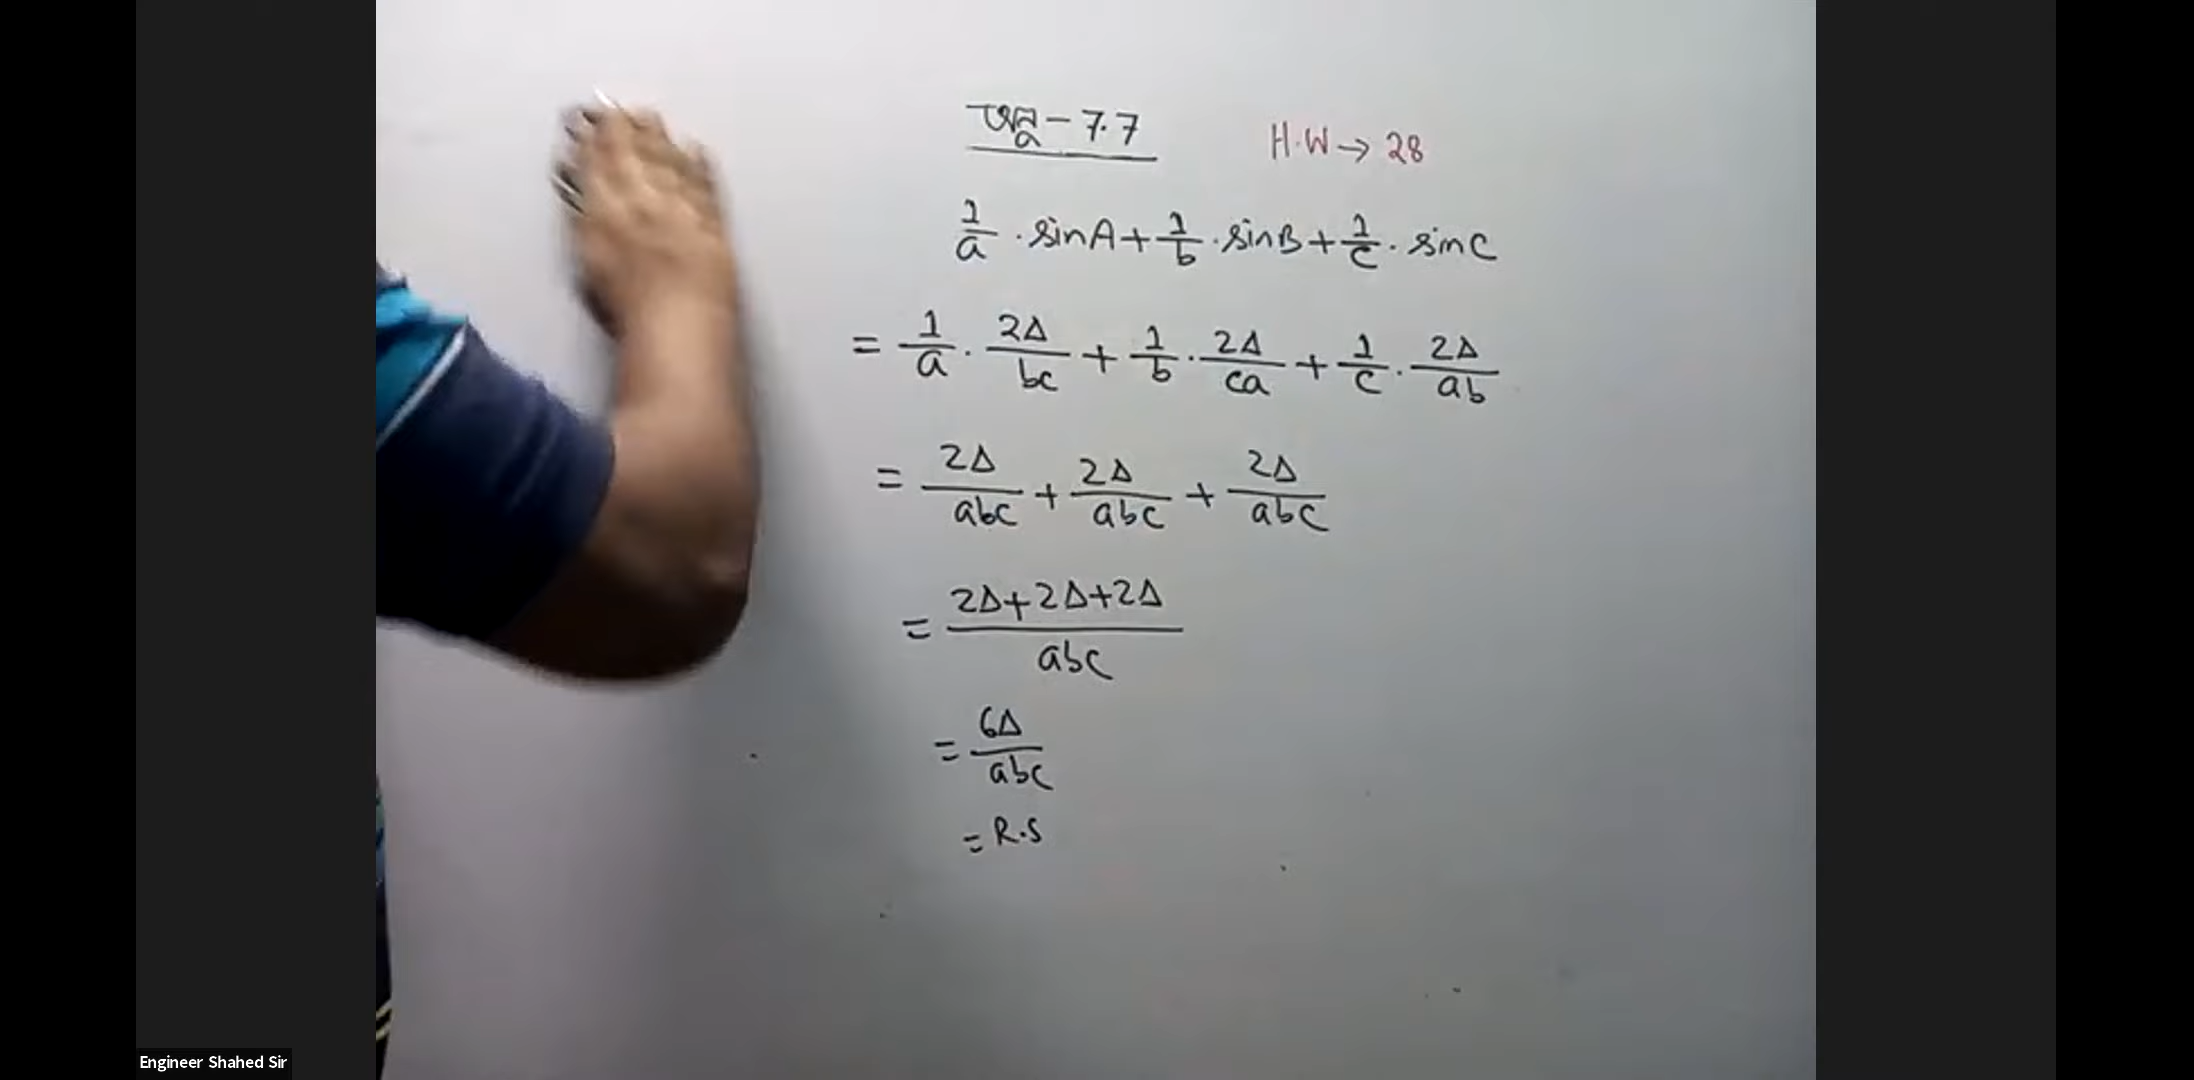 অনু - 7.7
H.W → 28
1/a · sinA + 1/b · sinB + 1/c · sinC
= 1/a · 2Δ/bc + 1/b · 2Δ/ca + 1/c · 2Δ/ab
= 2Δ/abc + 2Δ/abc + 2Δ/abc
= (2Δ+2Δ+2Δ)/abc
= 6Δ/abc
= R.S
Engineer Shahed Sir